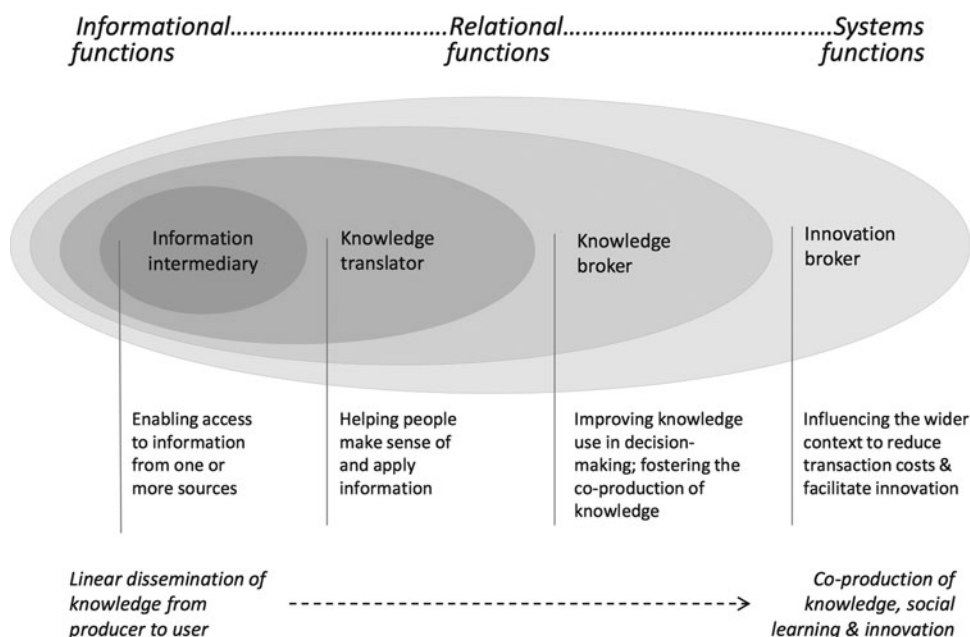 Informational………………………….Relational………………………………..….Systems
functions functions functions
Information
intermediary
Knowledge
translator
Knowledge
broker
Innovation
broker
Enabling access
to information
from one or
more sources
Helping people
make sense of
and apply
information
Improving knowledge
use in decision-
making; fostering the
co-production of
knowledge
Influencing the wider
context to reduce
transaction costs &
facilitate innovation
Linear dissemination of
knowledge from
producer to user
Co-production of
knowledge, social
learning & innovation